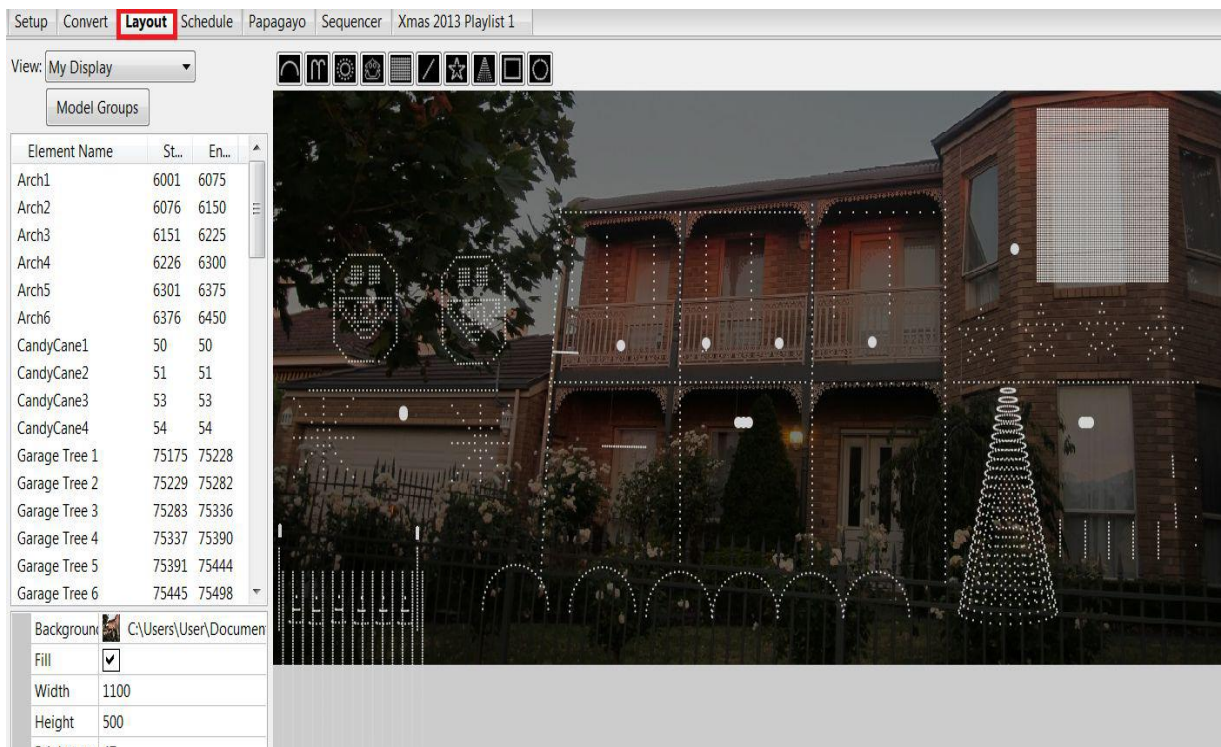 Setup Convert Layout Schedule Papagayo Sequencer Xmas 2013 Playlist 1
View: My Display
Model Groups
Element Name St... En...
Arch1 6001 6075
Arch2 6076 6150
Arch3 6151 6225
Arch4 6226 6300
Arch5 6301 6375
Arch6 6376 6450
CandyCane1 50 50
CandyCane2 51 51
CandyCane3 53 53
CandyCane4 54 54
Garage Tree 1 75175 75228
Garage Tree 2 75229 75282
Garage Tree 3 75283 75336
Garage Tree 4 75337 75390
Garage Tree 5 75391 75444
Garage Tree 6 75445 75498
Backgroun C:\Users\User\Documen
Fill
Width 1100
Height 500